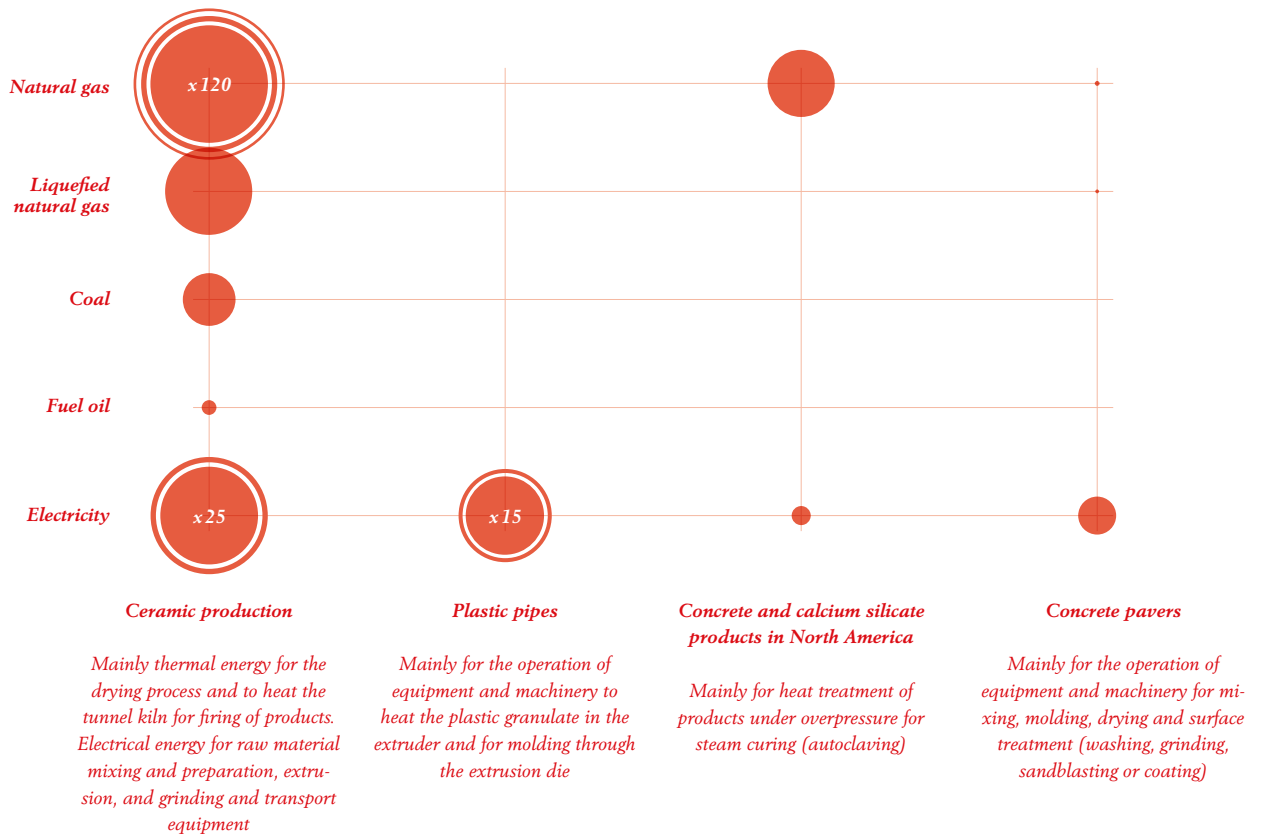 x 120
Natural gas
Liquefied
natural gas
Coal
Fuel oil
Electricity
x 25
x 15
Ceramic production
Mainly thermal energy for the
drying process and to heat the
tunnel kiln for firing of products.
Electrical energy for raw material
mixing and preparation, extru-
sion, and grinding and transport
equipment
Plastic pipes
Mainly for the operation of
equipment and machinery to
heat the plastic granulate in the
extruder and for molding through
the extrusion die
Concrete and calcium silicate
products in North America
Mainly for heat treatment of
products under overpressure for
steam curing (autoclaving)
Concrete pavers
Mainly for the operation of
equipment and machinery for mi-
xing, molding, drying and surface
treatment (washing, grinding,
sandblasting or coating)